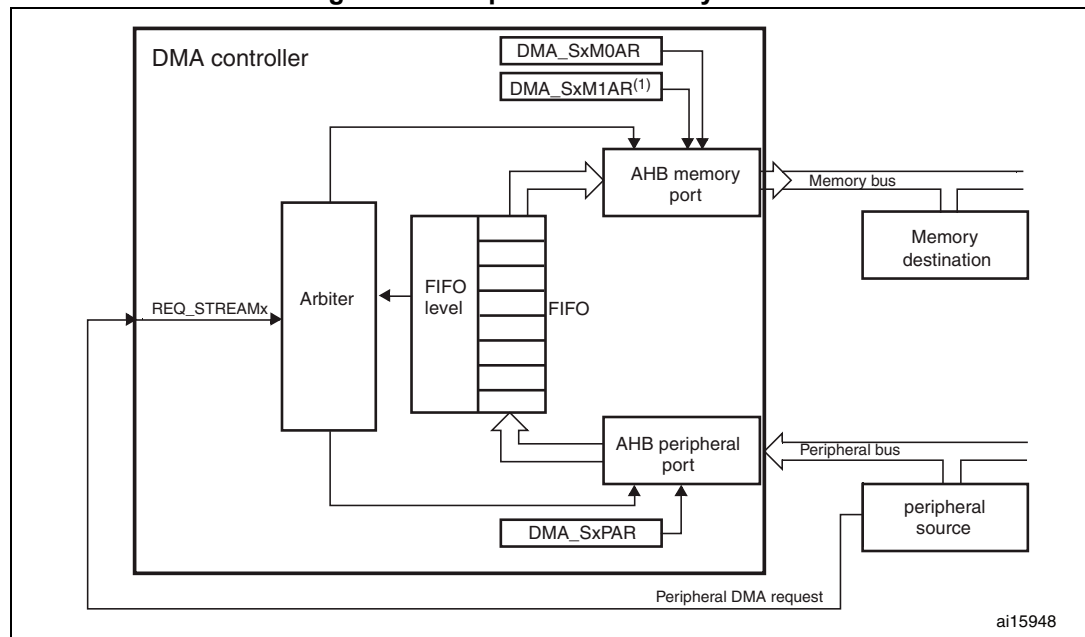 DMA controller
DMA_SxM0AR
DMA_SxM1AR(1)
AHB memory
port
Memory bus
Memory
destination
Arbiter
FIFO
level
FIFO
REQ_STREAMx
AHB peripheral
port
Peripheral bus
peripheral
source
DMA_SxPAR
Peripheral DMA request
ai15948